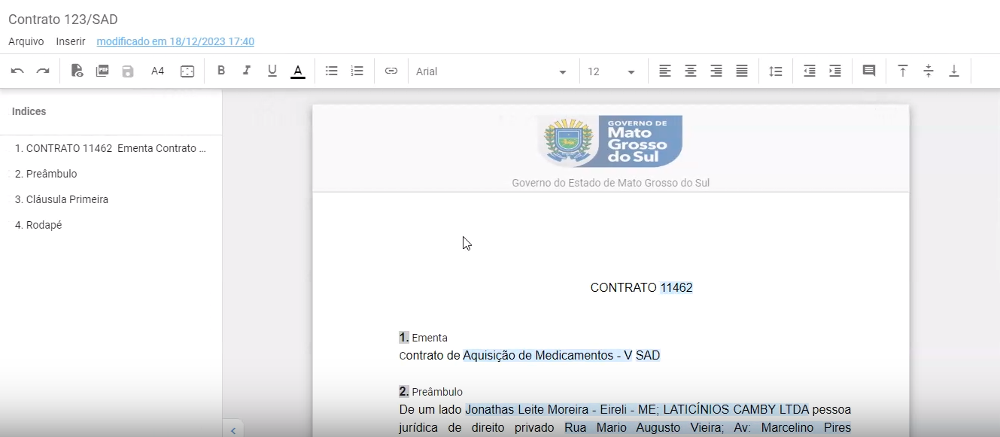 Contrato 123/SAD
Arquivo Inserir modificado em 18/12/2023 17:40
PDF A4 B I U A Arial 12
Indices
1. CONTRATO 11462 Ementa Contrato ...
2. Preâmbulo
3. Cláusula Primeira
4. Rodapé
GOVERNO DE
Mato
Grosso
do Sul
Governo do Estado de Mato Grosso do Sul
CONTRATO 11462
1. Ementa
Contrato de Aquisição de Medicamentos - V SAD
2. Preâmbulo
De um lado Jonathas Leite Moreira - Eireli - ME; LATICÍNIOS CAMBY LTDA pessoa
jurídica de direito privado Rua Mario Augusto Vieira; Av: Marcelino Pires